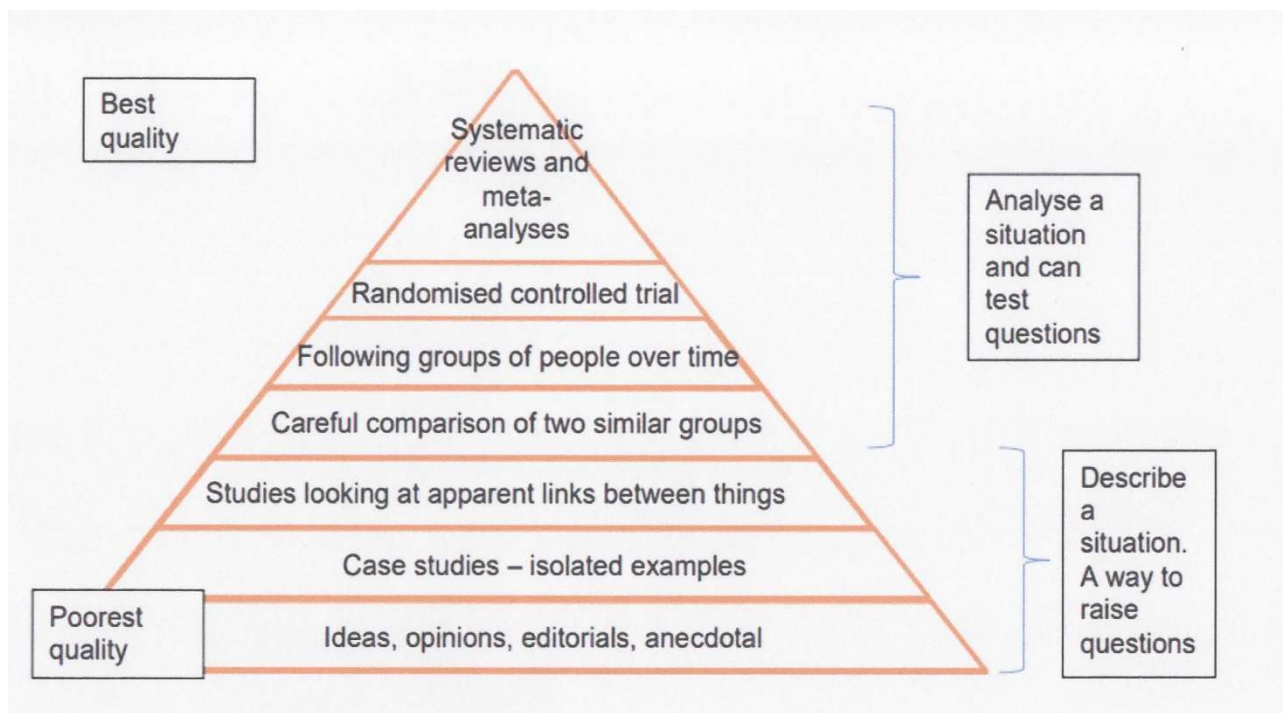 Best
quality
Systematic
reviews and
meta-
analyses
Randomised controlled trial
Following groups of people over time
Careful comparison of two similar groups
Studies looking at apparent links between things
Case studies – isolated examples
Ideas, opinions, editorials, anecdotal
Poorest
quality
Analyse a
situation
and can
test
questions
Describe
a
situation.
A way to
raise
questions